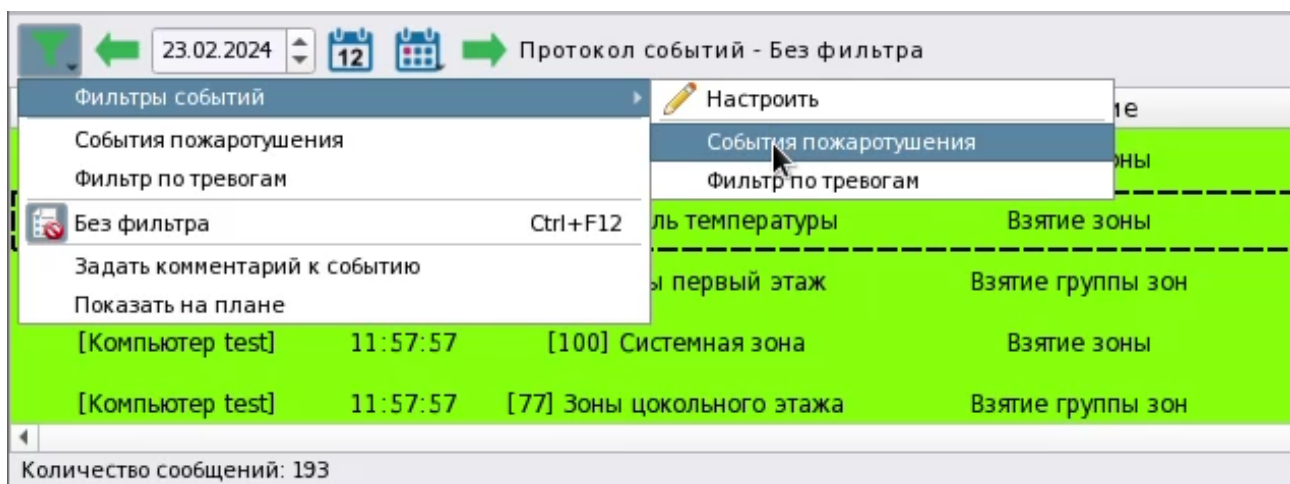 23.02.2024 12 Протокол событий - Без фильтра
Фильтры событий
Настроить
События пожаротушения
События пожаротушения
Фильтр по тревогам
Фильтр по тревогам
Без фильтра Ctrl+F12
ль температуры Взятие зоны
Задать комментарий к событию
первый этаж Взятие группы зон
Показать на плане
[Компьютер test] 11:57:57 [100] Системная зона Взятие зоны
[Компьютер test] 11:57:57 [77] Зоны цокольного этажа Взятие группы зон
Количество сообщений: 193